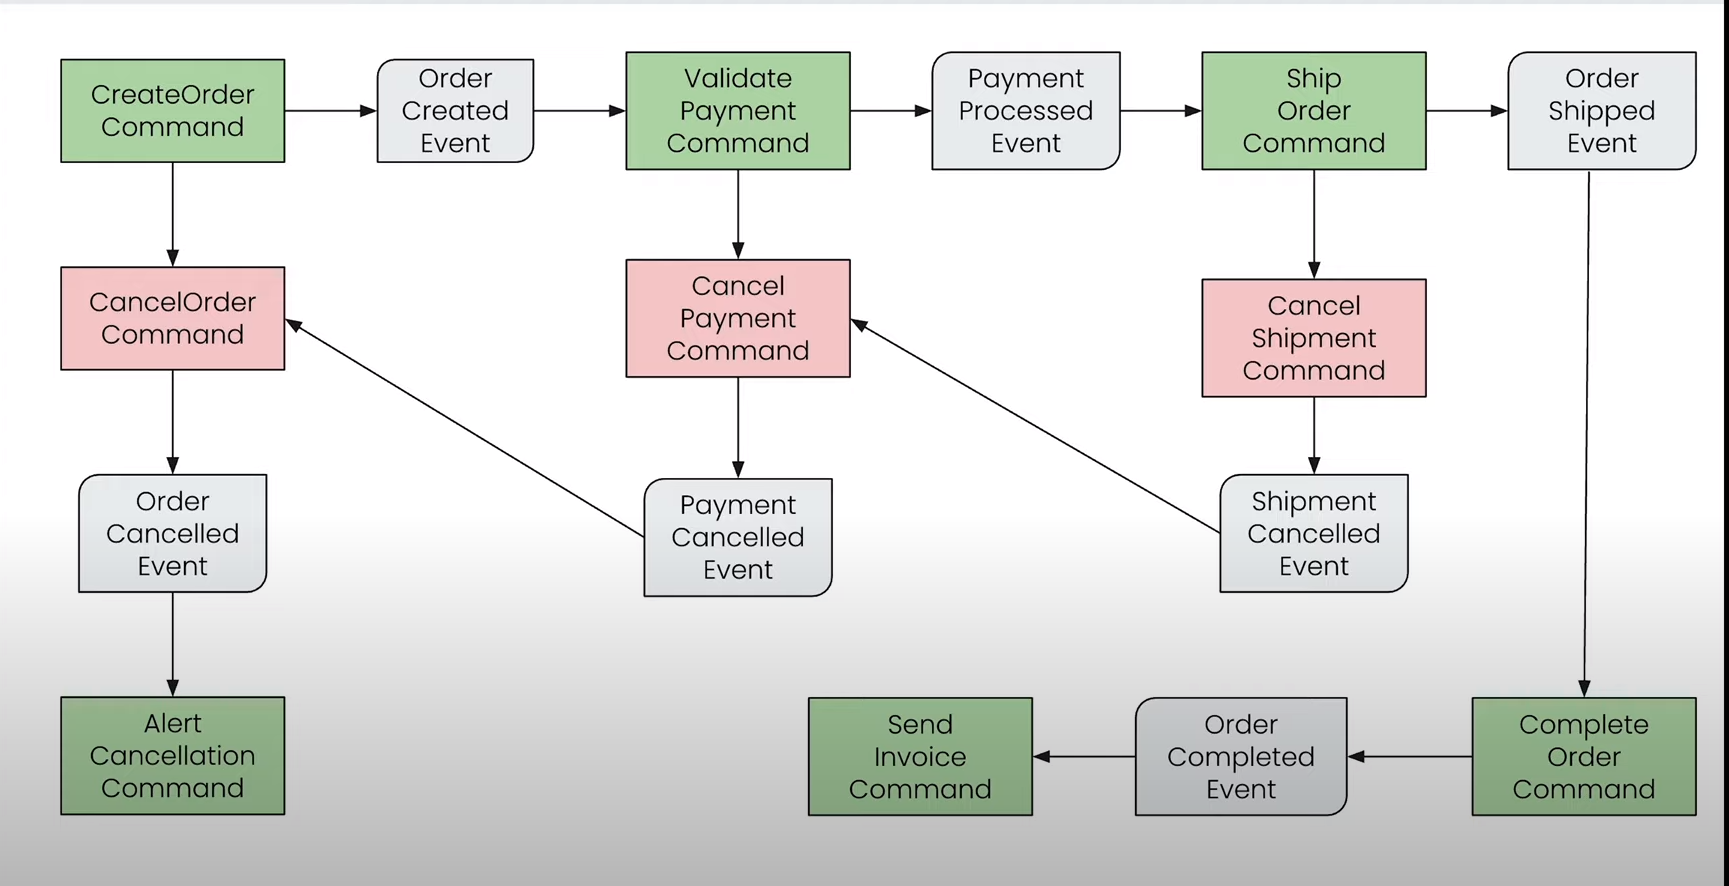 CreateOrder
Command
Order
Created
Event
Validate
Payment
Command
Payment
Processed
Event
Ship
Order
Command
Order
Shipped
Event
CancelOrder
Command
Cancel
Payment
Command
Cancel
Shipment
Command
Order
Cancelled
Event
Payment
Cancelled
Event
Shipment
Cancelled
Event
Alert
Cancellation
Command
Send
Invoice
Command
Order
Completed
Event
Complete
Order
Command